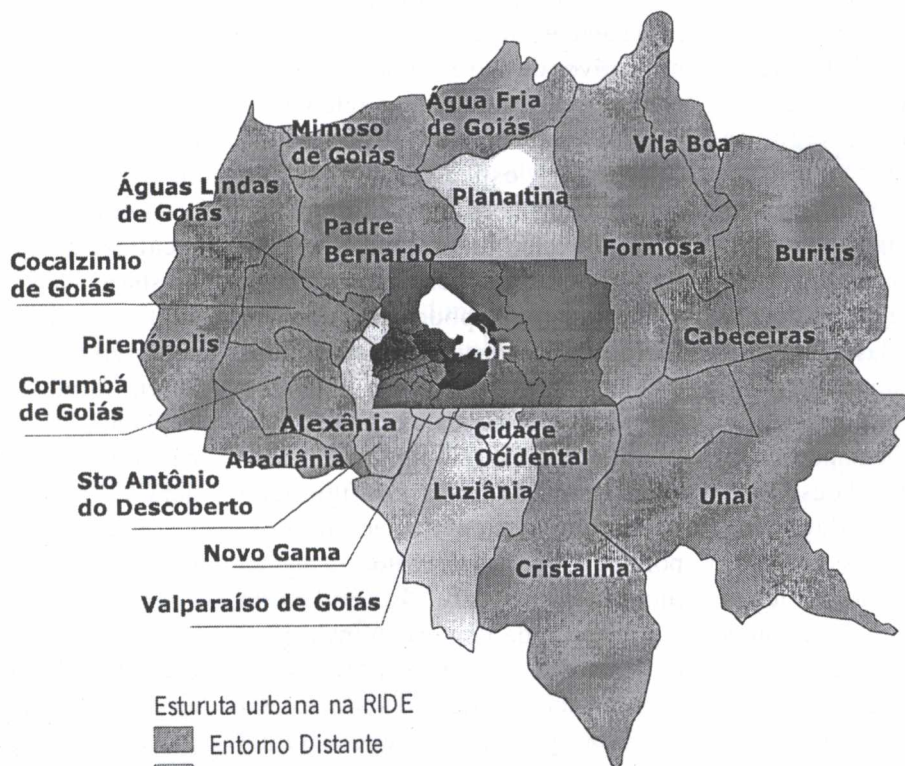 Água Fria
de Goiás
Mimoso
de Goiás
Vila Boa
Águas Lindas
de Goiás
Planaltina
Padre
Bernardo
Formosa
Buritis
Cocalzinho
de Goiás
Pirenópolis
DF
Cabeceiras
Corumbá
de Goiás
Alexânia
Abadiânia
Cidade
Ocidental
Sto Antônio
do Descoberto
Luziânia
Unaí
Novo Gama
Cristalina
Valparaíso de Goiás
Esturuta urbana na RIDE
Entorno Distante